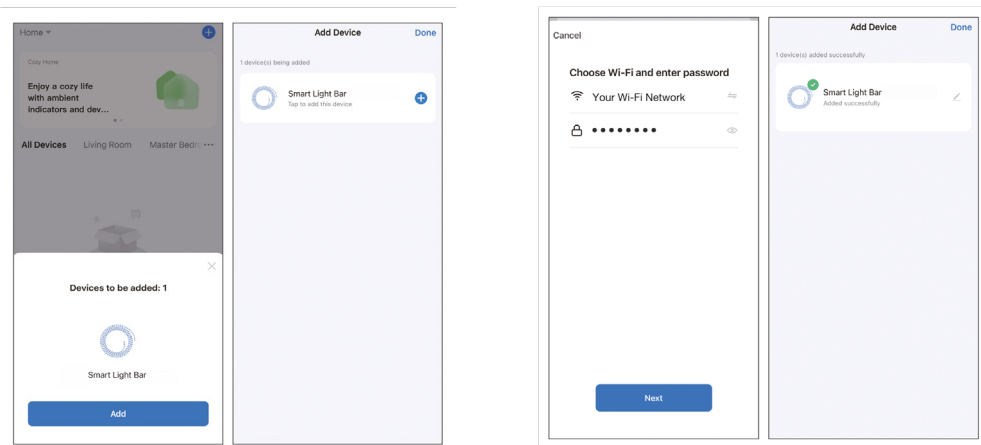 Home
Cozy Home
Enjoy a cozy life
with ambient
indicators and dev...
All Devices Living Room Master Bedr ...
Devices to be added: 1
Smart Light Bar
Add
Add Device Done
1 device(s) being added
Smart Light Bar
Tap to add this device
Cancel
Choose Wi-Fi and enter password
Your Wi-Fi Network
••••••••
Next
Add Device Done
1 device(s) added successfully
Smart Light Bar
Added successfully